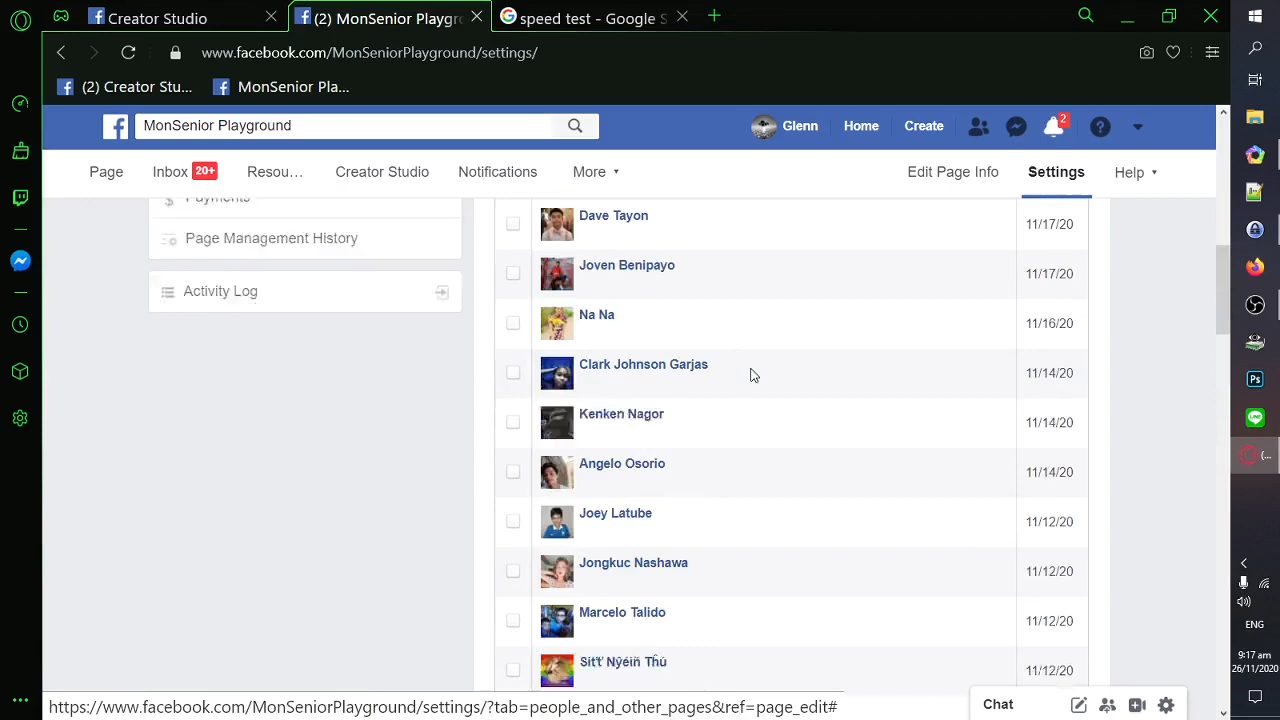 Creator Studio
(2) MonSenior Playgr
speed test - Google S
www.facebook.com/MonSeniorPlayground/settings/
(2) Creator Stu...
MonSenior Pla...
MonSenior Playground
Glenn
Home
Create
2
Page
Inbox 20+
Resou...
Creator Studio
Notifications
More
Edit Page Info
Settings
Help
Payments
Page Management History
Activity Log
Dave Tayon 11/17/20
Joven Benipayo 11/17/20
Na Na 11/16/20
Clark Johnson Garjas 11/14/20
Kenken Nagor 11/14/20
Angelo Osorio 11/14/20
Joey Latube 11/12/20
Jongkuc Nashawa 11/12/20
Marcelo Talido 11/12/20
11/12/20
Ps
LINE
ENG
9:17 am
26/11/2020
https://www.facebook.com/MonSeniorPlayground/settings/?tab=people_and_other_pages&ref=page_edit#
Chat